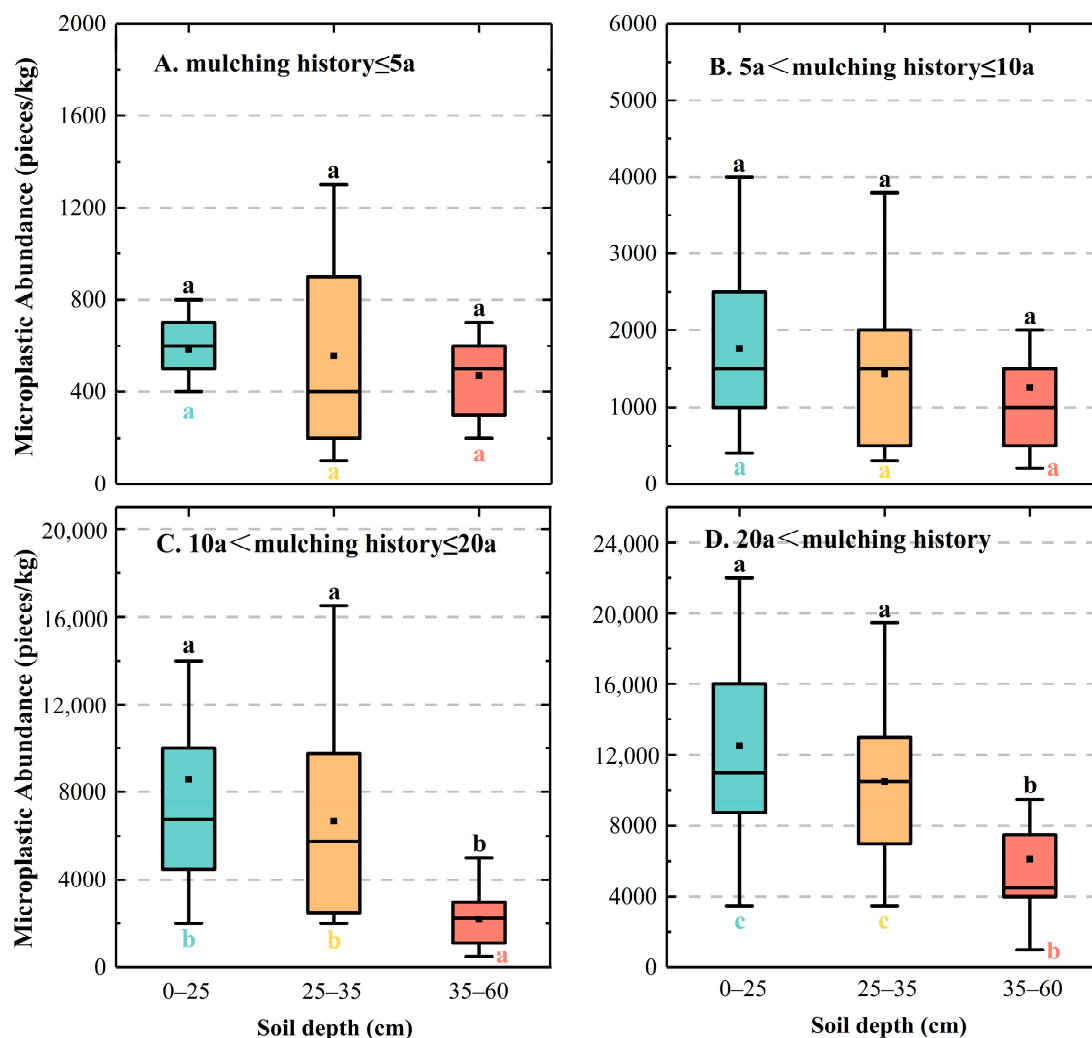 Microplastic Abundance (pieces/kg)
A. mulching history≤5a
2000
1600
1200
800
400
0
a
a
a
a
a
a
B. 5a<mulching history≤10a
6000
5000
4000
3000
2000
1000
0
a
a
a
a
a
a
Microplastic Abundance (pieces/kg)
C. 10a<mulching history≤20a
20,000
16,000
12,000
8000
4000
0
a
a
b
b
b
a
0–25
25–35
35–60
Soil depth (cm)
D. 20a<mulching history
24,000
20,000
16,000
12,000
8000
4000
0
a
a
b
c
c
b
0–25
25–35
35–60
Soil depth (cm)